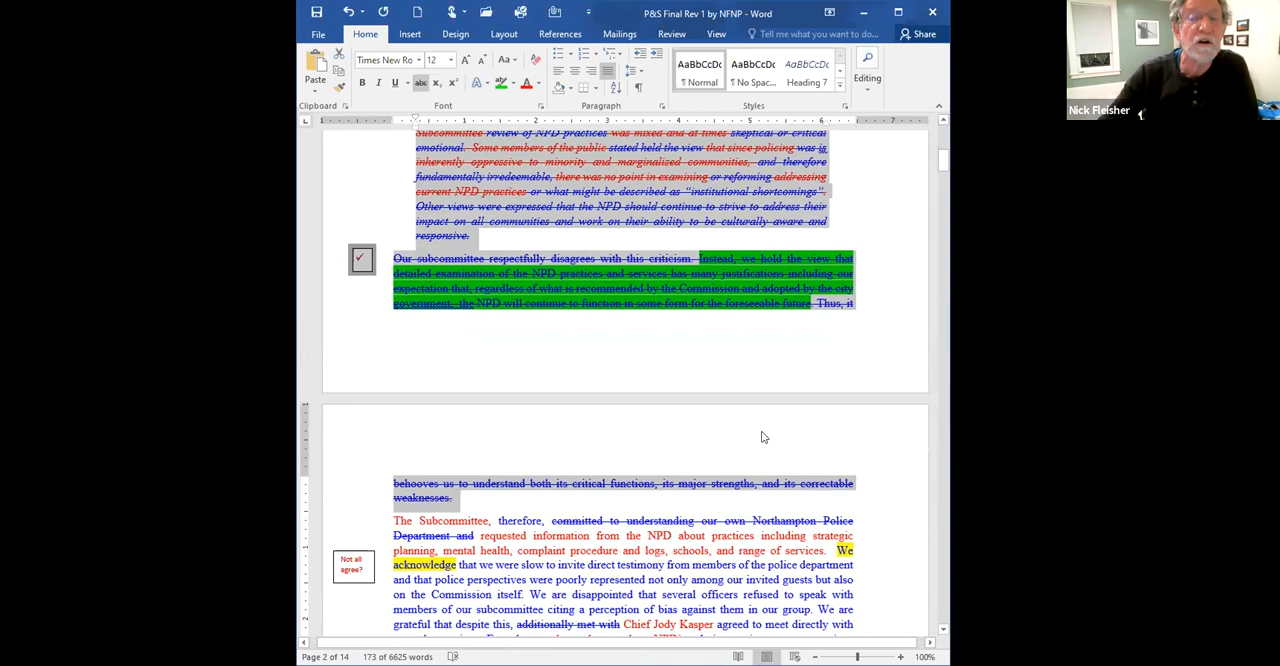 P&S Final Rev 1 by NFNP - Word
File Home Insert Design Layout References Mailings Review View Tell me what you want to do... Share
Paste
Times New Ro 12 Aa
B I U abc x₂ x² A A
AaBbCcDc AaBbCcDc AaBbCcDc
¶ Normal ¶ No Spac... Heading 7
Editing
Clipboard Font Paragraph Styles
1 1 2 3 4 5 6 7
Nick Fleisher
Subcommittee review of NPD practices was mixed and at times skeptical or critical
emotional. Some members of the public stated held the view that since policing was is
inherently oppressive to minority and marginalized communities, and therefore
fundamentally irredeemable, there was no point in examining or reforming addressing
current NPD practices or what might be described as “institutional shortcomings”.
Other views were expressed that the NPD should continue to strive to address their
impact on all communities and work on their ability to be culturally aware and
responsive.
Our subcommittee respectfully disagrees with this criticism. Instead, we hold the view that
detailed examination of the NPD practices and services has many justifications including our
expectation that, regardless of what is recommended by the Commission and adopted by the city
government, the NPD will continue to function in some form for the foreseeable future. Thus, it
behooves us to understand both its critical functions, its major strengths, and its correctable
weaknesses.
The Subcommittee, therefore, committed to understanding our own Northampton Police
Department and requested information from the NPD about practices including strategic
planning, mental health, complaint procedure and logs, schools, and range of services. We
Not all
agree?
acknowledge that we were slow to invite direct testimony from members of the police department
and that police perspectives were poorly represented not only among our invited guests but also
on the Commission itself. We are disappointed that several officers refused to speak with
members of our subcommittee citing a perception of bias against them in our group. We are
grateful that despite this, additionally met with Chief Jody Kasper agreed to meet directly with
Page 2 of 14 173 of 6625 words 100%